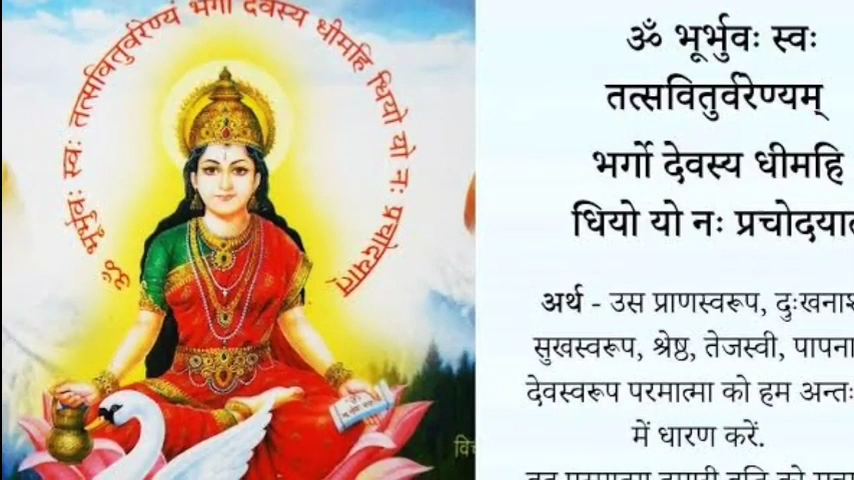 ॐ भूर्भुवः स्वः तत्सवितुर्वरेण्यं भर्गो देवस्य धीमहि धियो यो नः प्रचोदयात्
ॐ भूर्भुवः स्वः
तत्सवितुर्वरेण्यम्
भर्गो देवस्य धीमहि
धियो यो नः प्रचोदयात
अर्थ - उस प्राणस्वरूप, दुःखनाश
सुखस्वरूप, श्रेष्ठ, तेजस्वी, पापना
देवस्वरूप परमात्मा को हम अन्तः
में धारण करें.